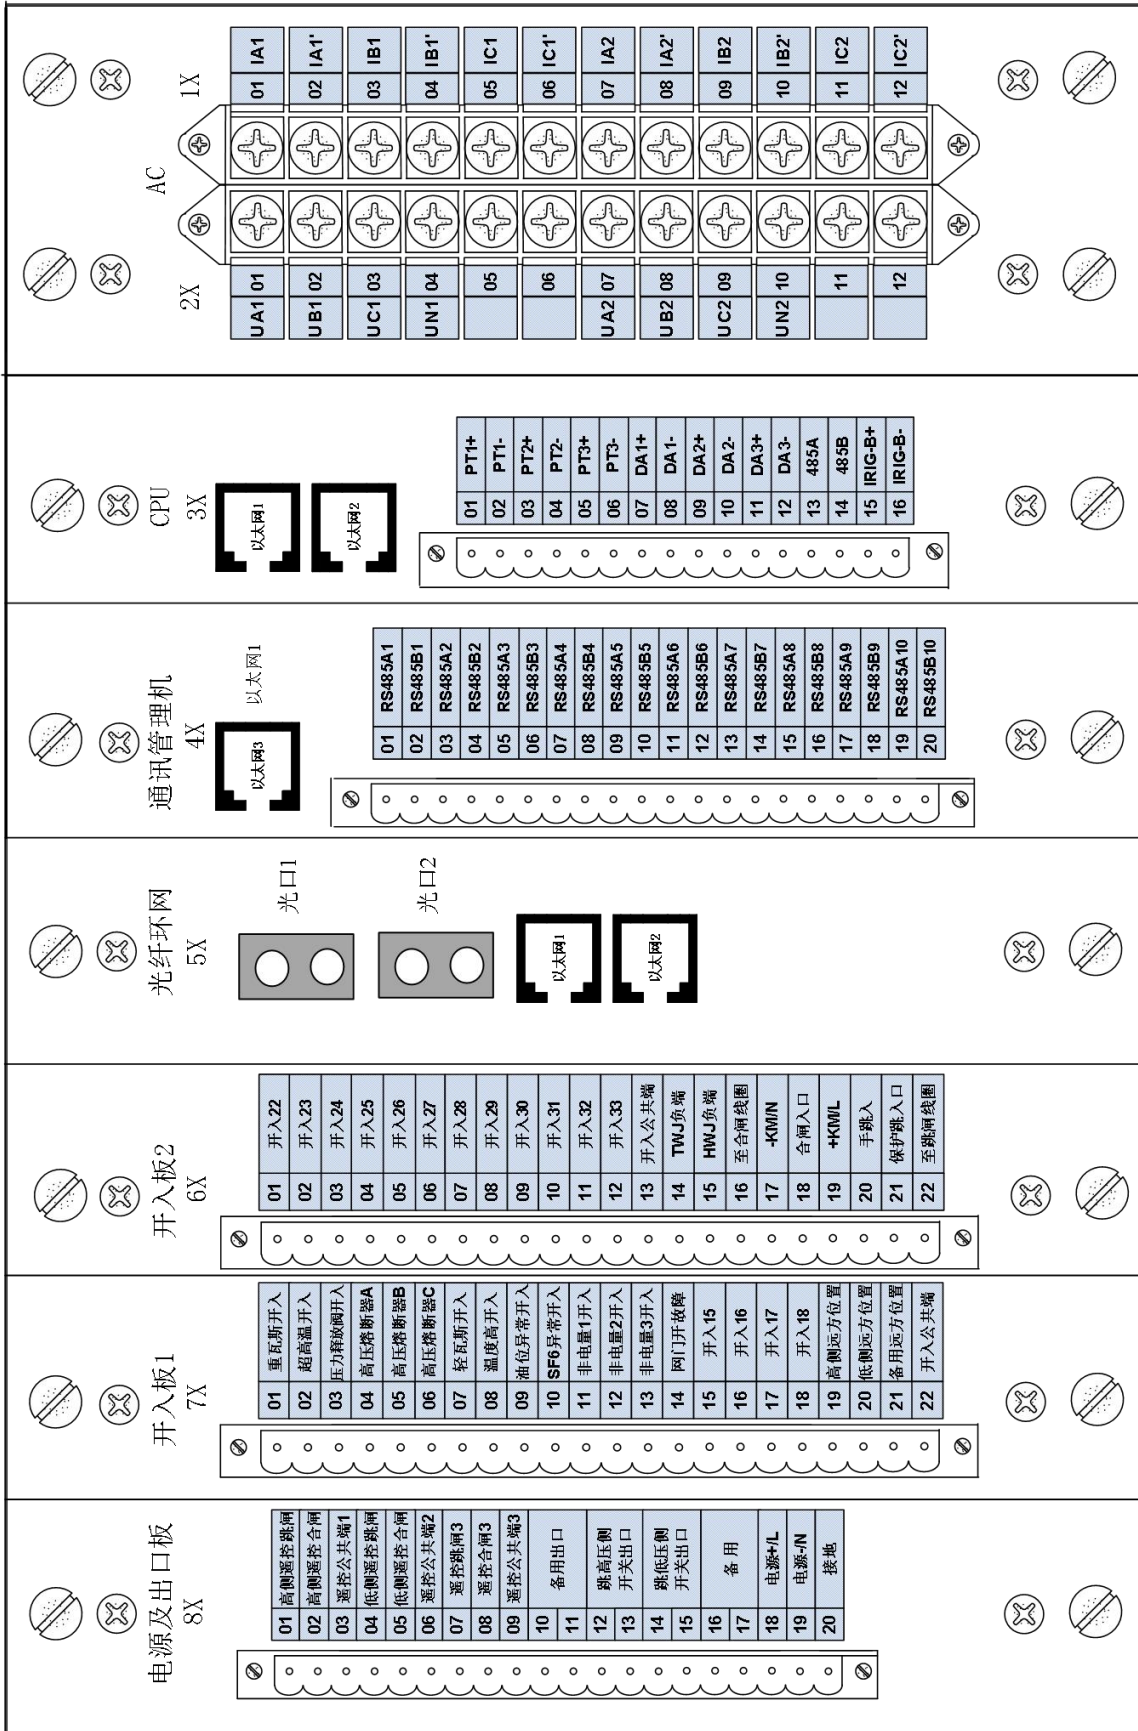 AC
1X
01 IA1
02 IA1'
03 IB1
04 IB1'
05 IC1
06 IC1'
07 IA2
08 IA2'
09 IB2
10 IB2'
11 IC2
12 IC2'
2X
UA1 01
UB1 02
UC1 03
UN1 04
05
06
UA2 07
UB2 08
UC2 09
UN2 10
11
12
CPU
3X
以太网1
以太网2
01 PT1+
02 PT1-
03 PT2+
04 PT2-
05 PT3+
06 PT3-
07 DA1+
08 DA1-
09 DA2+
10 DA2-
11 DA3+
12 DA3-
13 485A
14 485B
15 IRIG-B+
16 IRIG-B-
通讯管理机
4X
以太网3
以太网1
01 RS485A1
02 RS485B1
03 RS485A2
04 RS485B2
05 RS485A3
06 RS485B3
07 RS485A4
08 RS485B4
09 RS485A5
10 RS485B5
11 RS485A6
12 RS485B6
13 RS485A7
14 RS485B7
15 RS485A8
16 RS485B8
17 RS485A9
18 RS485B9
19 RS485A10
20 RS485B10
光纤环网
5X
光口1
光口2
以太网1
以太网2
开入板2
6X
01 开入22
02 开入23
03 开入24
04 开入25
05 开入26
06 开入27
07 开入28
08 开入29
09 开入30
10 开入31
11 开入32
12 开入33
13 开入公共端
14 TWJ负端
15 HWJ负端
16 至合闸线圈
17 -KM/N
18 合闸入口
19 +KM/L
20 手跳入
21 保护跳入口
22 至跳闸线圈
开入板1
7X
01 重瓦斯开入
02 超高温开入
03 压力释放阀开入
04 高压熔断器A
05 高压熔断器B
06 高压熔断器C
07 轻瓦斯开入
08 温度高开入
09 油位异常开入
10 SF6异常开入
11 非电量1开入
12 非电量2开入
13 非电量3开入
14 网门开故障
15 开入15
16 开入16
17 开入17
18 开入18
19 高侧远方位置
20 低侧远方位置
21 备用远方位置
22 开入公共端
电源及出口板
8X
01 高侧遥控跳闸
02 高侧遥控合闸
03 遥控公共端1
04 低侧遥控跳闸
05 低侧遥控合闸
06 遥控公共端2
07 遥控跳闸3
08 遥控合闸3
09 遥控公共端3
10
11 备用出口
12 跳高压侧
13 开关出口
14 跳低压侧
15 开关出口
16
17 备用
18 电源+/L
19 电源-/N
20 接地